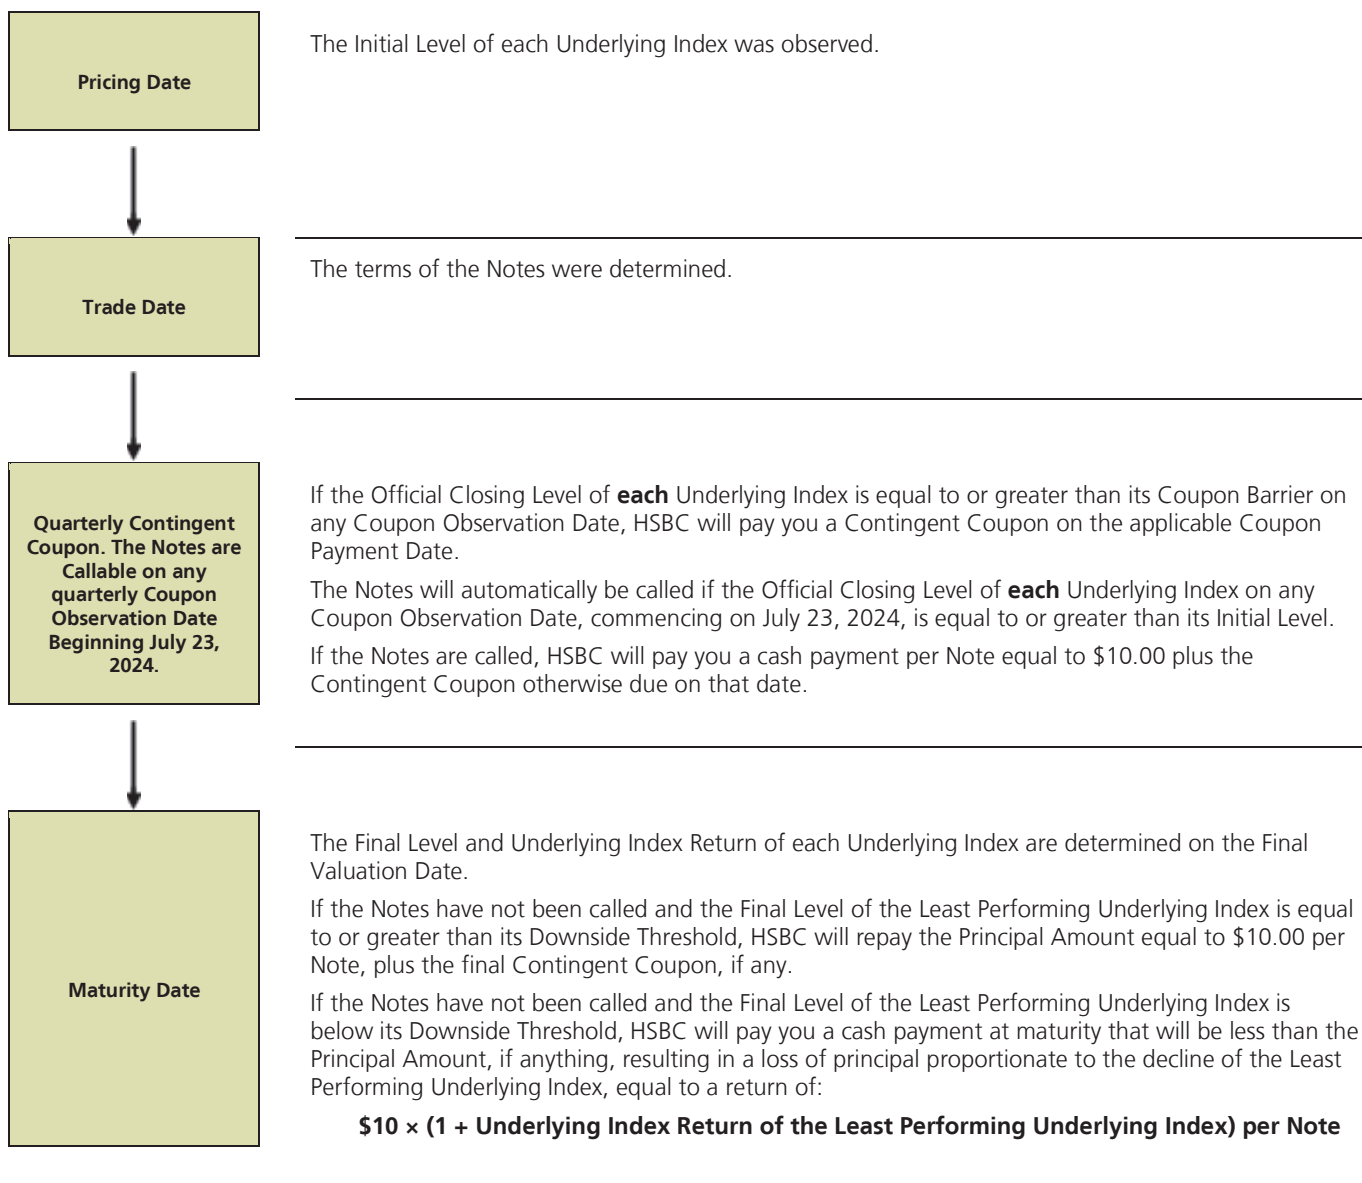 Pricing Date
The Initial Level of each Underlying Index was observed.
Trade Date
The terms of the Notes were determined.
Quarterly Contingent
Coupon. The Notes are
Callable on any
quarterly Coupon
Observation Date
Beginning July 23,
2024.
If the Official Closing Level of each Underlying Index is equal to or greater than its Coupon Barrier on
any Coupon Observation Date, HSBC will pay you a Contingent Coupon on the applicable Coupon
Payment Date.
The Notes will automatically be called if the Official Closing Level of each Underlying Index on any
Coupon Observation Date, commencing on July 23, 2024, is equal to or greater than its Initial Level.
If the Notes are called, HSBC will pay you a cash payment per Note equal to $10.00 plus the
Contingent Coupon otherwise due on that date.
Maturity Date
The Final Level and Underlying Index Return of each Underlying Index are determined on the Final
Valuation Date.
If the Notes have not been called and the Final Level of the Least Performing Underlying Index is equal
to or greater than its Downside Threshold, HSBC will repay the Principal Amount equal to $10.00 per
Note, plus the final Contingent Coupon, if any.
If the Notes have not been called and the Final Level of the Least Performing Underlying Index is
below its Downside Threshold, HSBC will pay you a cash payment at maturity that will be less than the
Principal Amount, if anything, resulting in a loss of principal proportionate to the decline of the Least
Performing Underlying Index, equal to a return of:
$10 × (1 + Underlying Index Return of the Least Performing Underlying Index) per Note